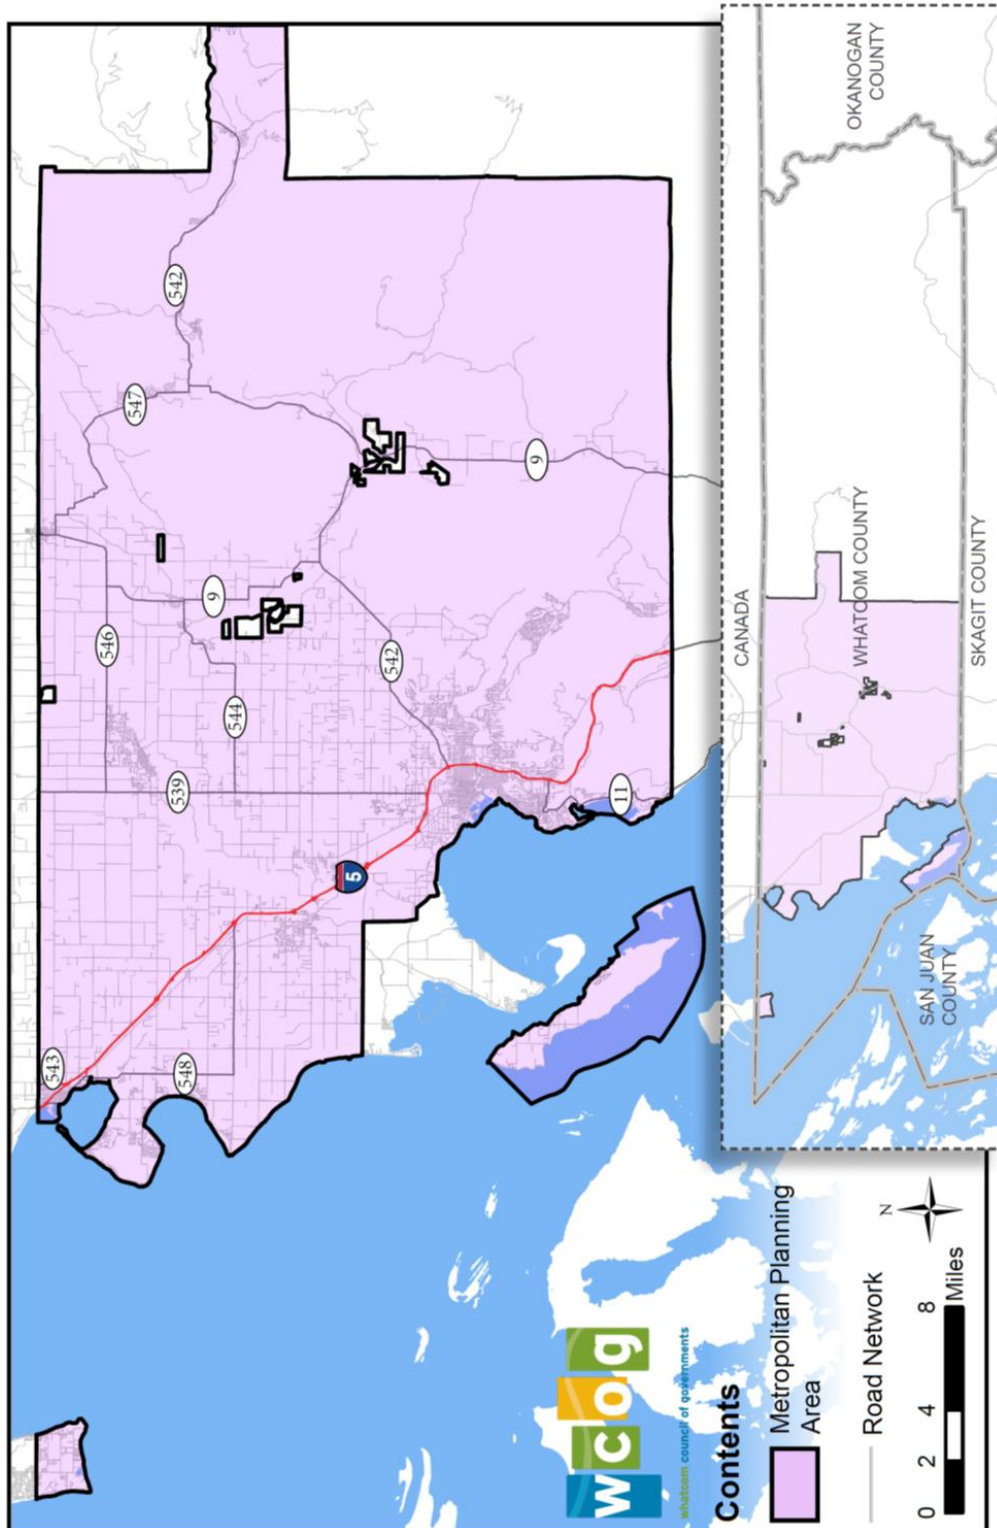 543
548
539
546
9
547
542
544
542
9
5
11
wcog
whatcom council of governments
Contents
Metropolitan Planning
Area
Road Network
0 2 4 8
Miles
N
CANADA
WHATCOM COUNTY
OKANOGAN
COUNTY
SKAGIT COUNTY
SAN JUAN
COUNTY